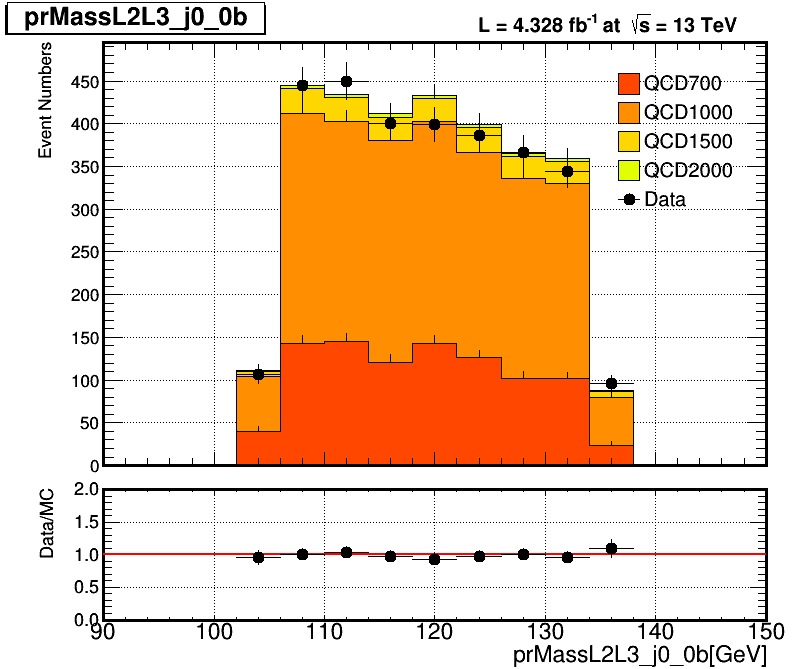 prMassL2L3_j0_0b
L = 4.328 fb⁻¹ at √s = 13 TeV
Event Numbers
450
400
350
300
250
200
150
100
50
0
QCD700
QCD1000
QCD1500
QCD2000
Data
Data/MC
2.0
1.5
1.0
0.5
0.0
90 100 110 120 130 140 150
prMassL2L3_j0_0b[GeV]